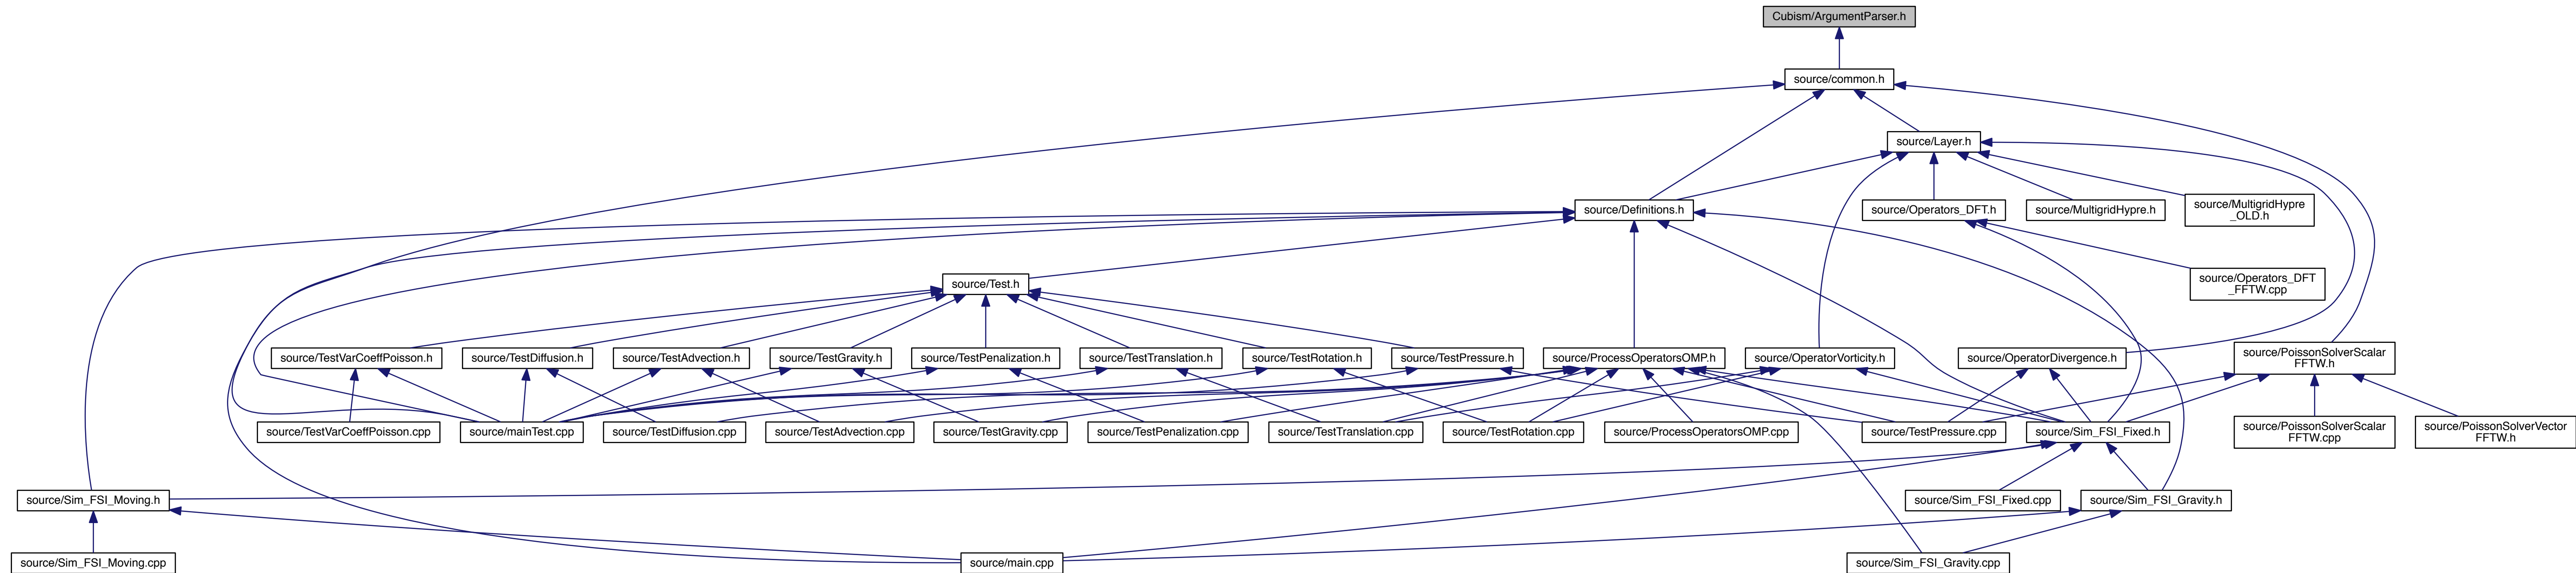 Cubism/ArgumentParser.h
source/common.h
source/Layer.h
source/Definitions.h
source/Operators_DFT.h
source/MultigridHypre.h
source/MultigridHypre
_OLD.h
source/Test.h
source/Operators_DFT
_FFTW.cpp
source/TestVarCoeffPoisson.h
source/TestDiffusion.h
source/TestAdvection.h
source/TestGravity.h
source/TestPenalization.h
source/TestTranslation.h
source/TestRotation.h
source/TestPressure.h
source/ProcessOperatorsOMP.h
source/OperatorVorticity.h
source/OperatorDivergence.h
source/PoissonSolverScalar
FFTW.h
source/TestVarCoeffPoisson.cpp
source/mainTest.cpp
source/TestDiffusion.cpp
source/TestAdvection.cpp
source/TestGravity.cpp
source/TestPenalization.cpp
source/TestTranslation.cpp
source/TestRotation.cpp
source/ProcessOperatorsOMP.cpp
source/TestPressure.cpp
source/Sim_FSI_Fixed.h
source/PoissonSolverScalar
FFTW.cpp
source/PoissonSolverVector
FFTW.h
source/Sim_FSI_Moving.h
source/Sim_FSI_Fixed.cpp
source/Sim_FSI_Gravity.h
source/Sim_FSI_Moving.cpp
source/main.cpp
source/Sim_FSI_Gravity.cpp